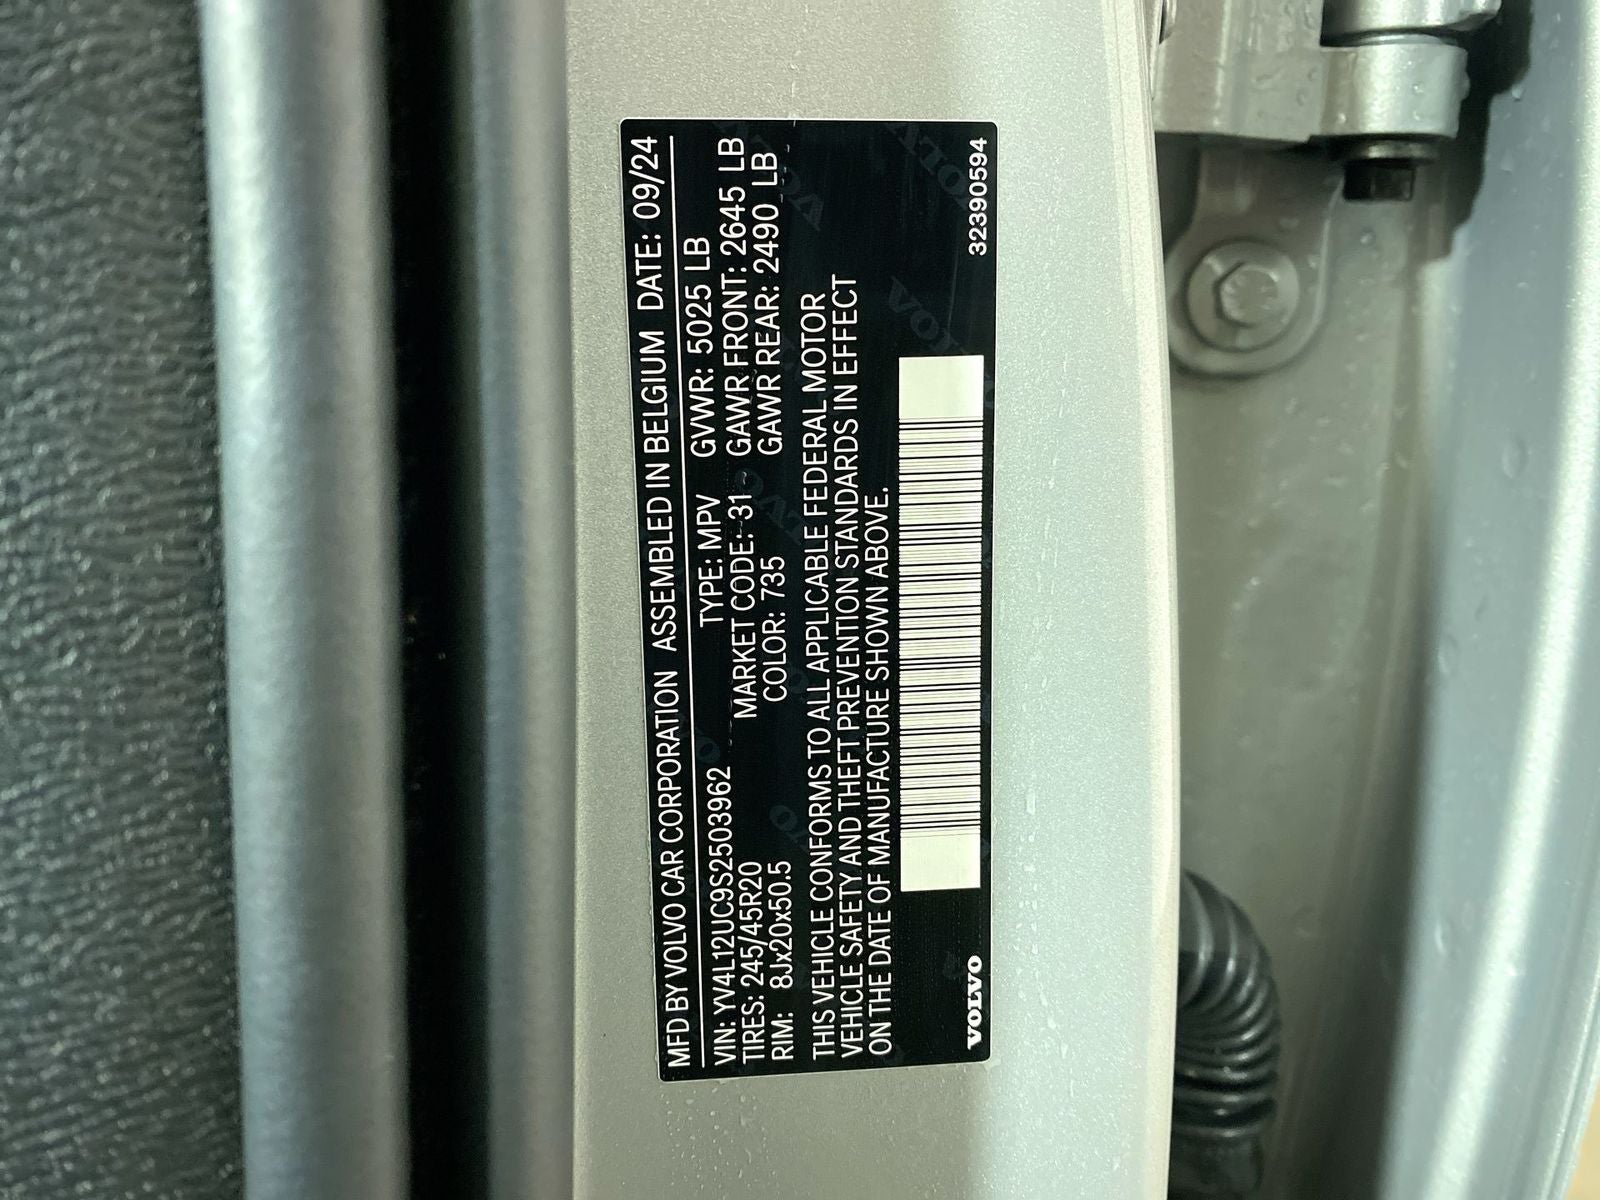 MFD BY VOLVO CAR CORPORATION ASSEMBLED IN BELGIUM DATE: 09/24
VIN: YV4L12UC9S2503962 TYPE: MPV GVWR: 5025 LB
TIRES: 245/45R20 MARKET CODE: 31 GAWR FRONT: 2645 LB
RIM: 8Jx20x50.5 COLOR: 735 GAWR REAR: 2490 LB
THIS VEHICLE CONFORMS TO ALL APPLICABLE FEDERAL MOTOR
VEHICLE SAFETY AND THEFT PREVENTION STANDARDS IN EFFECT
ON THE DATE OF MANUFACTURE SHOWN ABOVE.
VOLVO 32390594